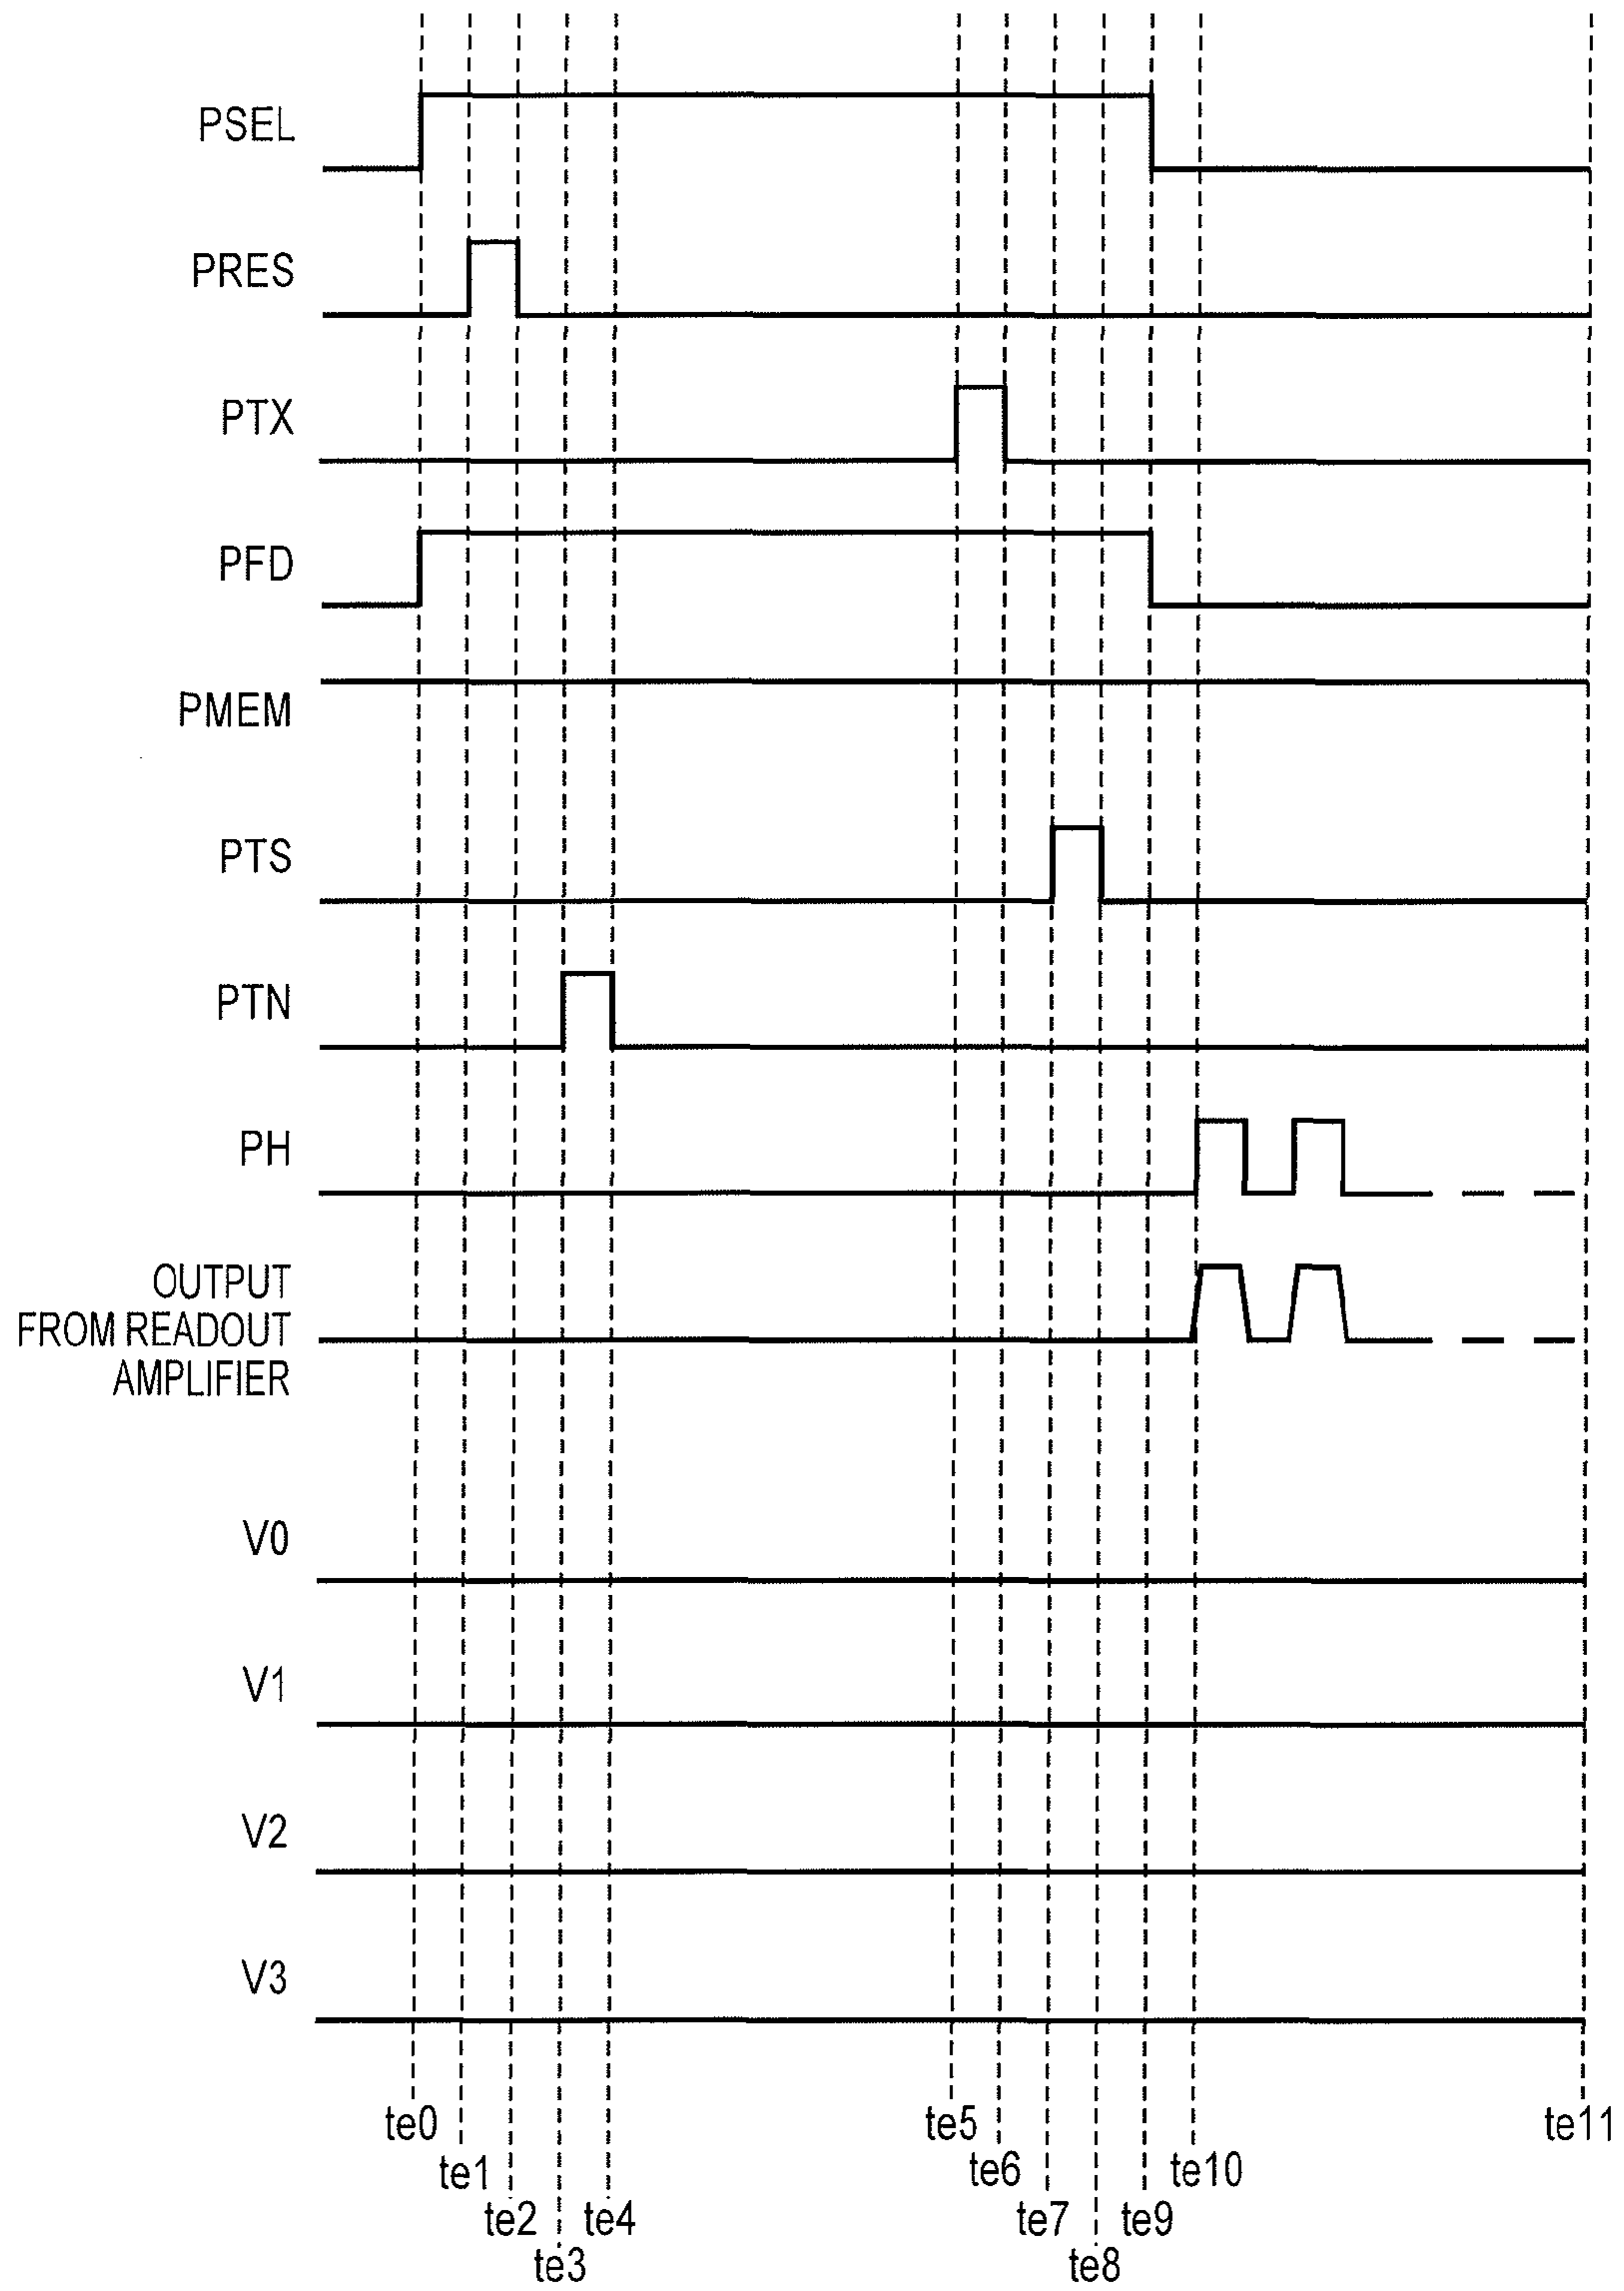 PSEL
PRES
PTX
PFD
PMEM
PTS
PTN
PH
OUTPUT
FROM READOUT
AMPLIFIER
V0
V1
V2
V3
te0
te5
te11
te1
te6
te10
te2
te4
te7
te9
te3
te8